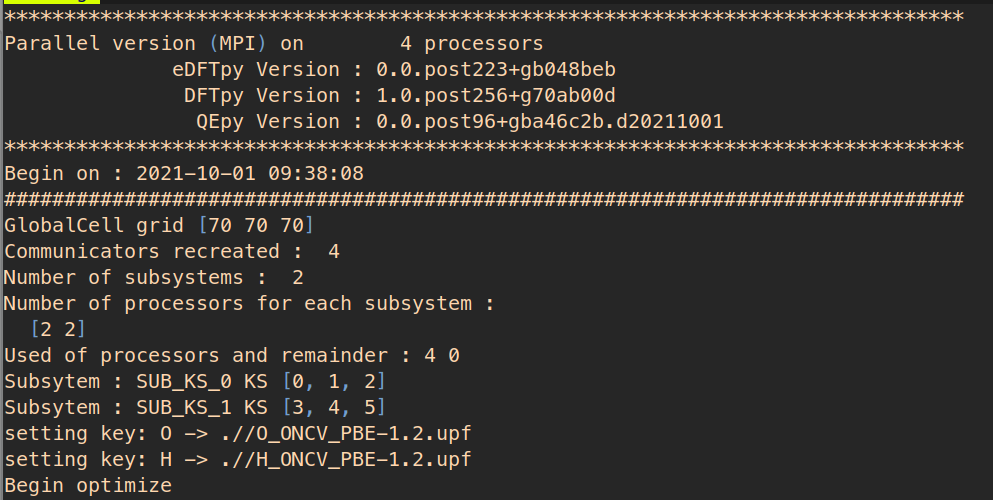 ********************************************************************************
Parallel version (MPI) on        4 processors
              eDFTpy Version : 0.0.post223+gb048beb
               DFTpy Version : 1.0.post256+g70ab00d
                QEpy Version : 0.0.post96+gba46c2b.d20211001
********************************************************************************
Begin on : 2021-10-01 09:38:08
################################################################################
GlobalCell grid [70 70 70]
Communicators recreated :  4
Number of subsystems :  2
Number of processors for each subsystem :
  [2 2]
Used of processors and remainder : 4 0
Subsytem : SUB_KS_0 KS [0, 1, 2]
Subsytem : SUB_KS_1 KS [3, 4, 5]
setting key: O -> .//O_ONCV_PBE-1.2.upf
setting key: H -> .//H_ONCV_PBE-1.2.upf
Begin optimize